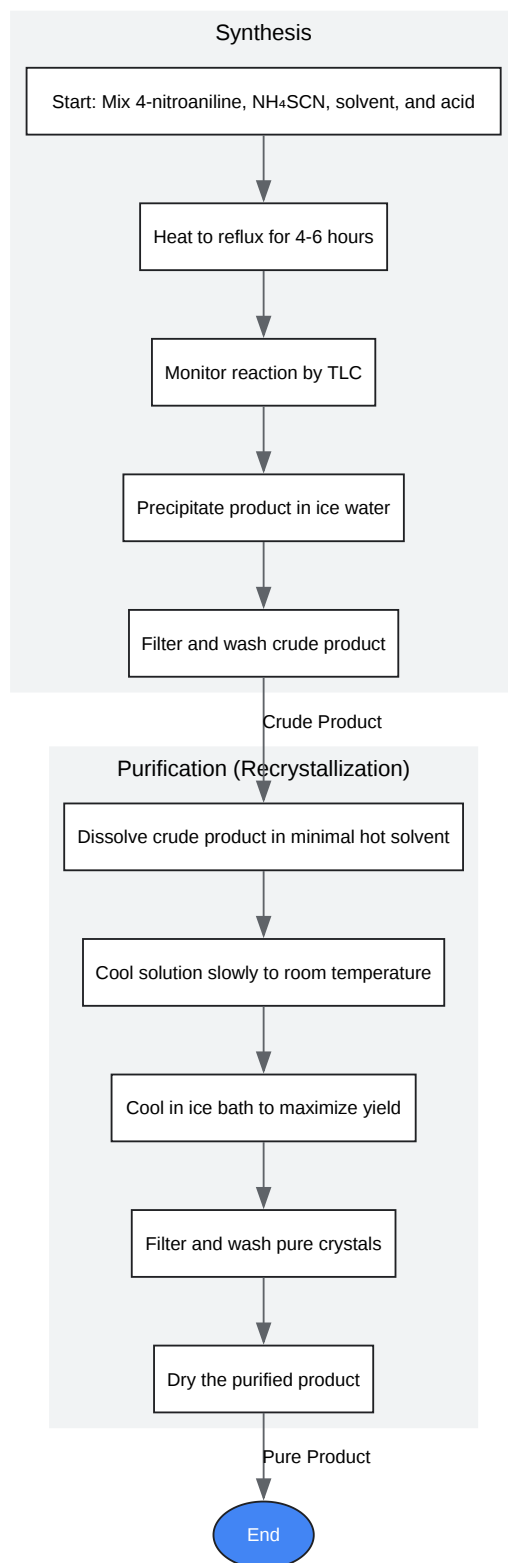 Synthesis
Start: Mix 4-nitroaniline, NH₄SCN, solvent, and acid
Heat to reflux for 4-6 hours
Monitor reaction by TLC
Precipitate product in ice water
Filter and wash crude product
Crude Product
Purification (Recrystallization)
Dissolve crude product in minimal hot solvent
Cool solution slowly to room temperature
Cool in ice bath to maximize yield
Filter and wash pure crystals
Dry the purified product
Pure Product
End